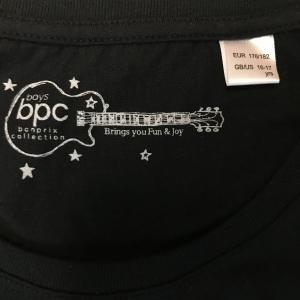 boys
bpc
bonprix
collection
Brings you Fun & Joy
EUR 176/182
GB/US 16-17
yrs